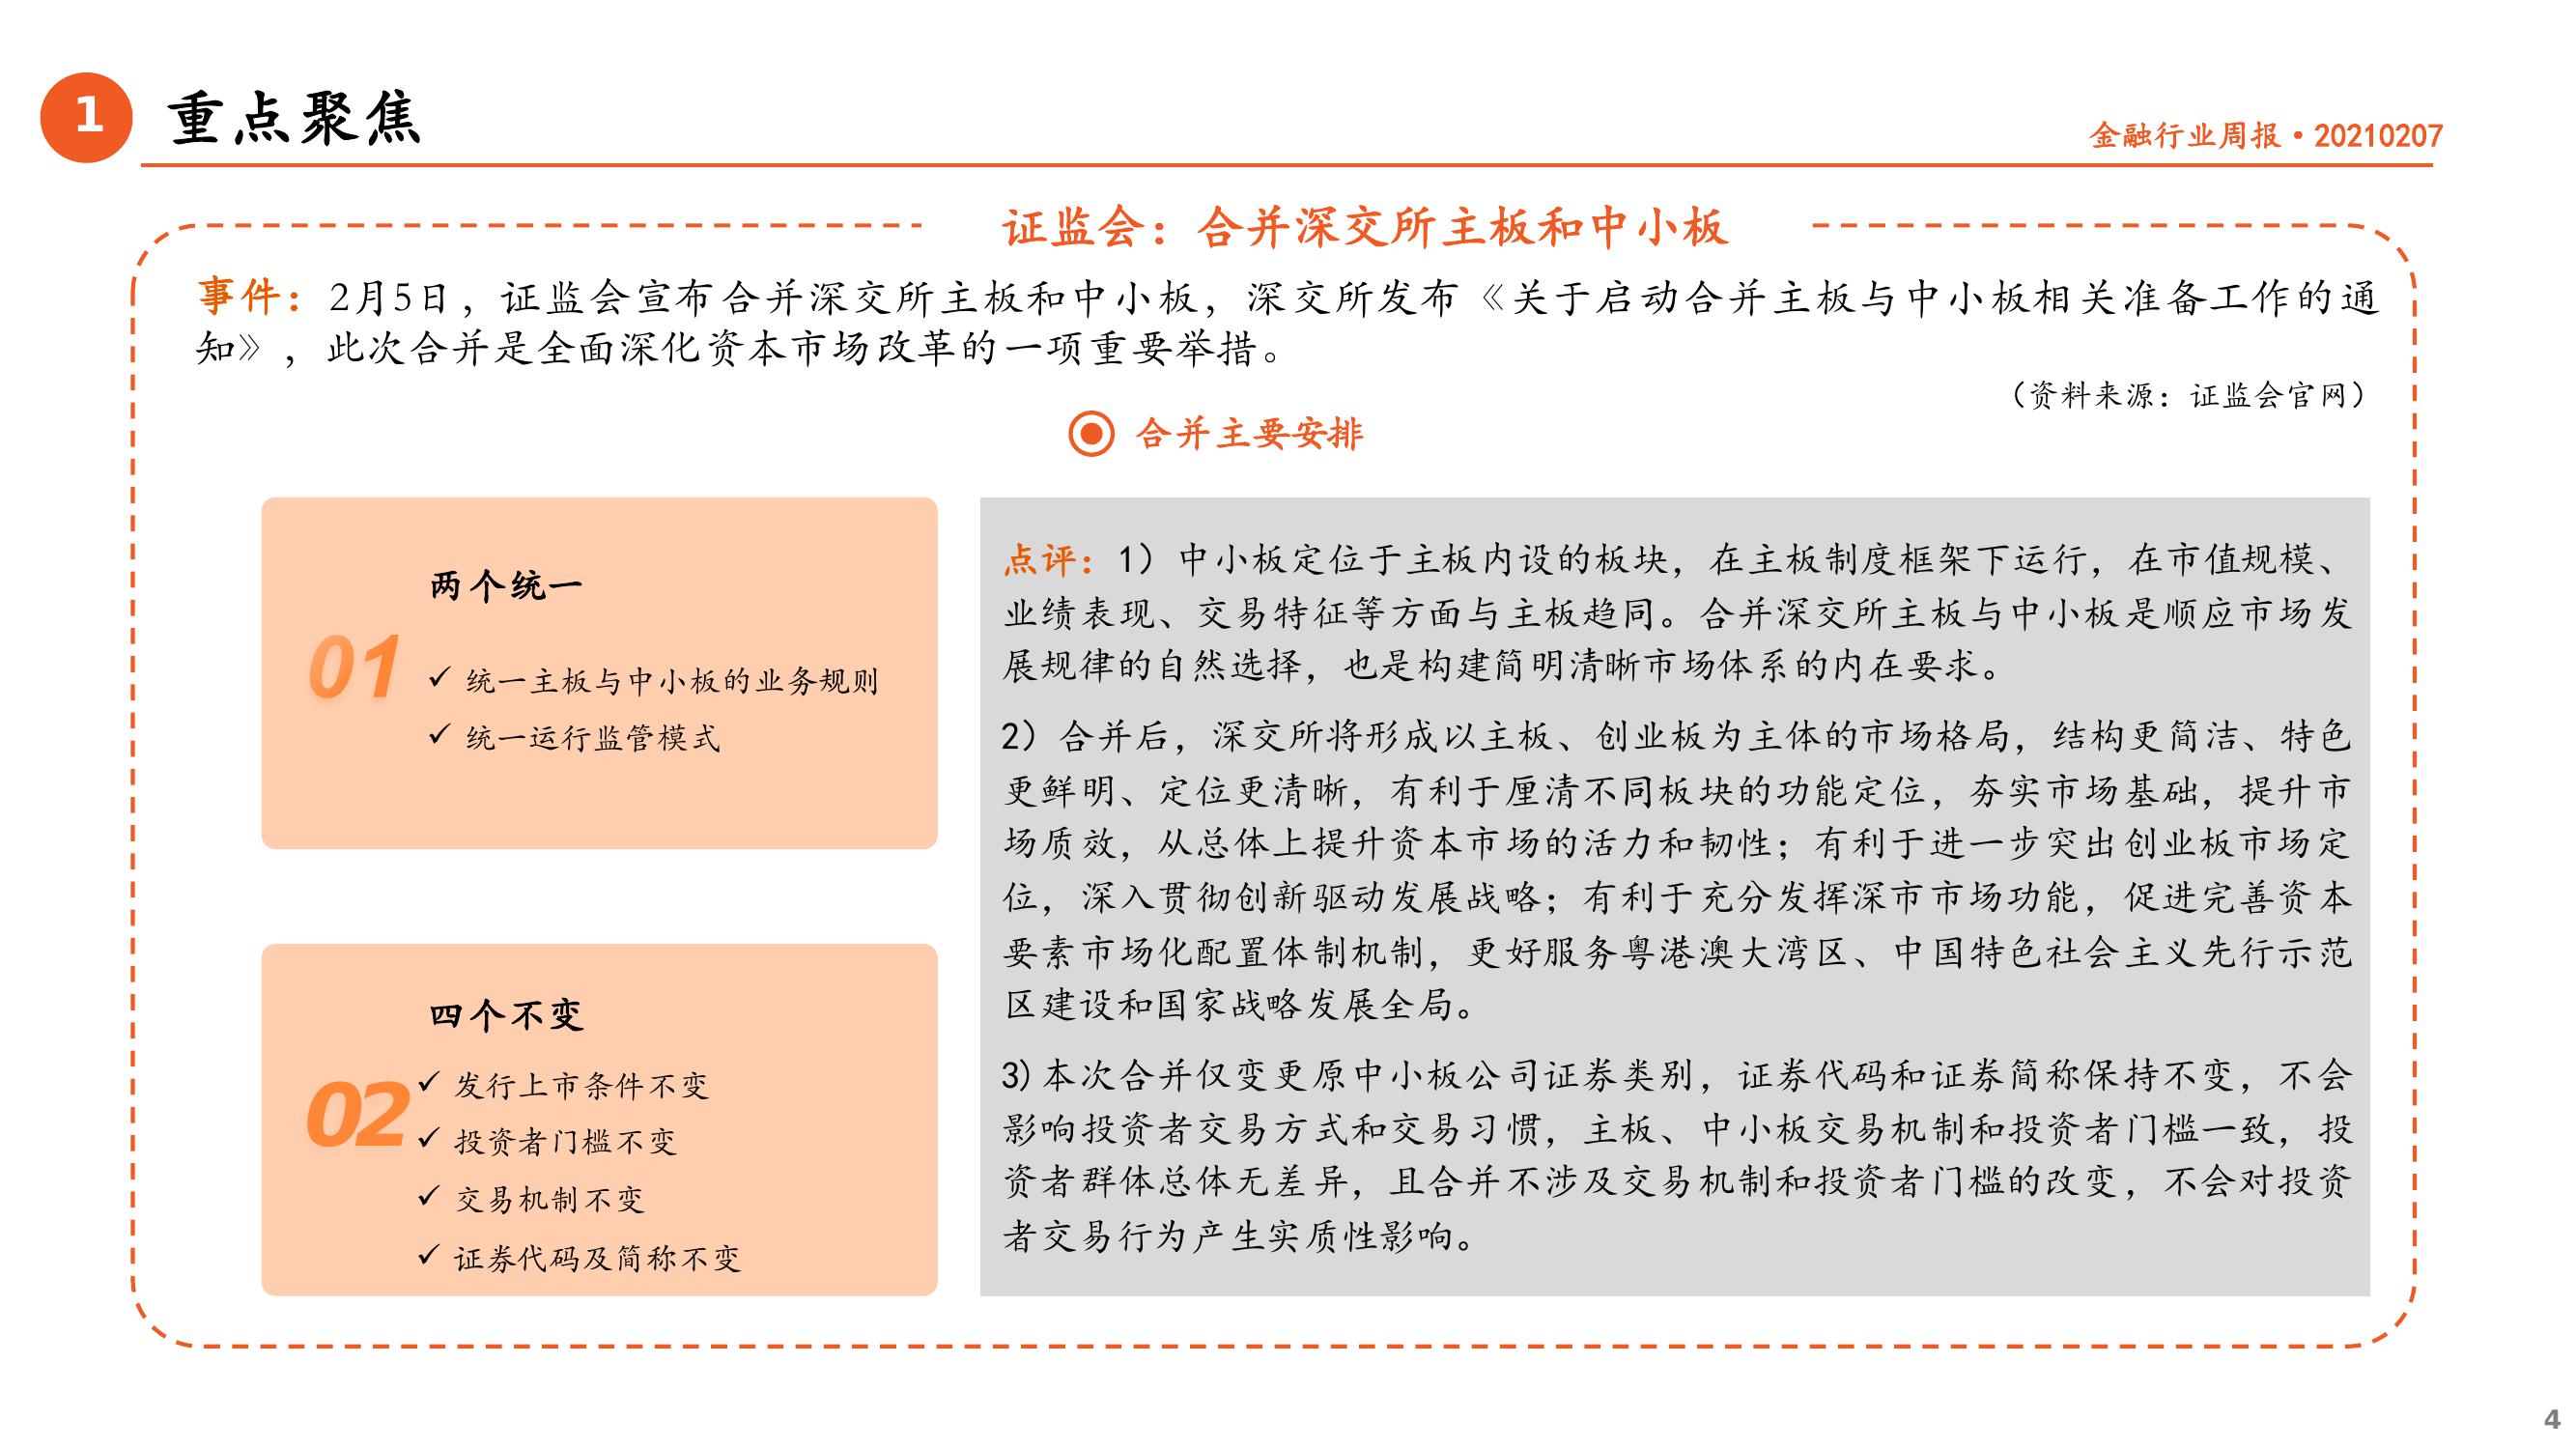 1
重点聚焦
金融行业周报•20210207
证监会：合并深交所主板和中小板
事件：2月5日，证监会宣布合并深交所主板和中小板，深交所发布《关于启动合并主板与中小板相关准备工作的通
知》，此次合并是全面深化资本市场改革的一项重要举措。
（资料来源：证监会官网）
合并主要安排
两个统一
01
✓ 统一主板与中小板的业务规则
✓ 统一运行监管模式
四个不变
02
✓ 发行上市条件不变
✓ 投资者门槛不变
✓ 交易机制不变
✓ 证券代码及简称不变
点评：1）中小板定位于主板内设的板块，在主板制度框架下运行，在市值规模、
业绩表现、交易特征等方面与主板趋同。合并深交所主板与中小板是顺应市场发
展规律的自然选择，也是构建简明清晰市场体系的内在要求。
2）合并后，深交所将形成以主板、创业板为主体的市场格局，结构更简洁、特色
更鲜明、定位更清晰，有利于厘清不同板块的功能定位，夯实市场基础，提升市
场质效，从总体上提升资本市场的活力和韧性；有利于进一步突出创业板市场定
位，深入贯彻创新驱动发展战略；有利于充分发挥深市市场功能，促进完善资本
要素市场化配置体制机制，更好服务粤港澳大湾区、中国特色社会主义先行示范
区建设和国家战略发展全局。
3)本次合并仅变更原中小板公司证券类别，证券代码和证券简称保持不变，不会
影响投资者交易方式和交易习惯，主板、中小板交易机制和投资者门槛一致，投
资者群体总体无差异，且合并不涉及交易机制和投资者门槛的改变，不会对投资
者交易行为产生实质性影响。
4